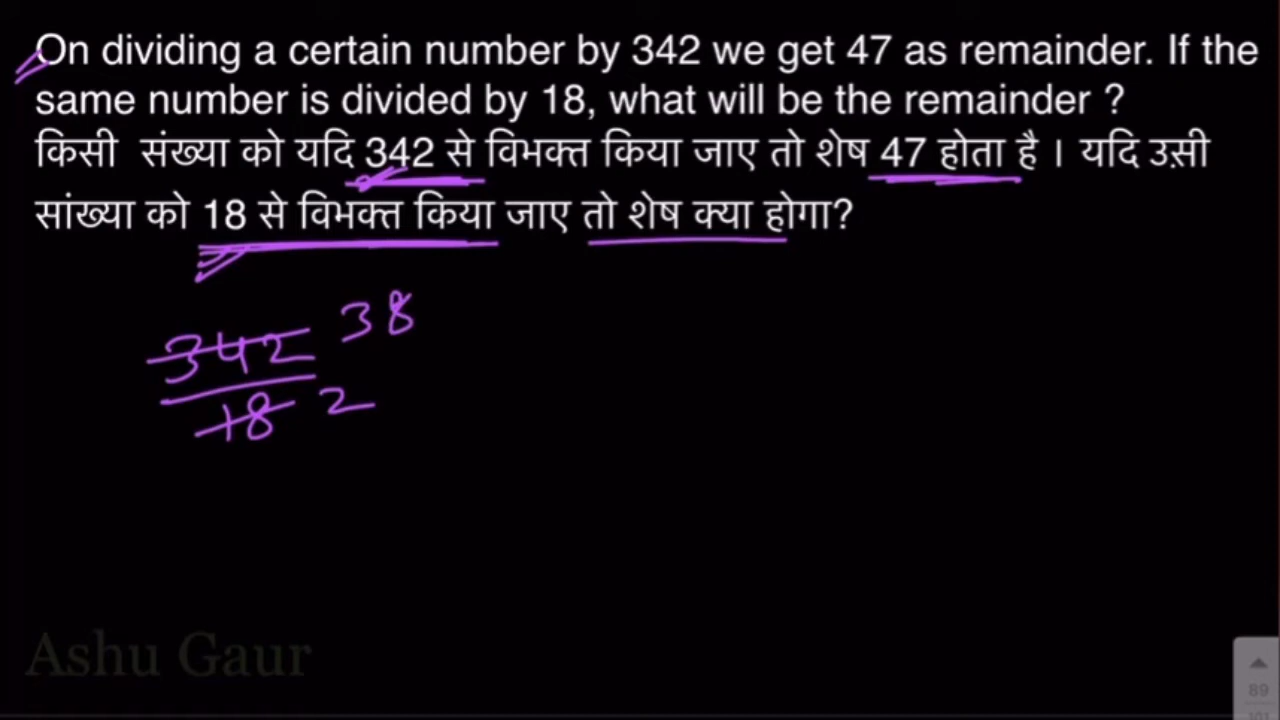 On dividing a certain number by 342 we get 47 as remainder. If the
same number is divided by 18, what will be the remainder ?
किसी संख्या को यदि 342 से विभक्त किया जाए तो शेष 47 होता है । यदि उस़ी
सांख्या को 18 से विभक्त किया जाए तो शेष क्या होगा?
342 38
18 2
Ashu Gaur
89
101